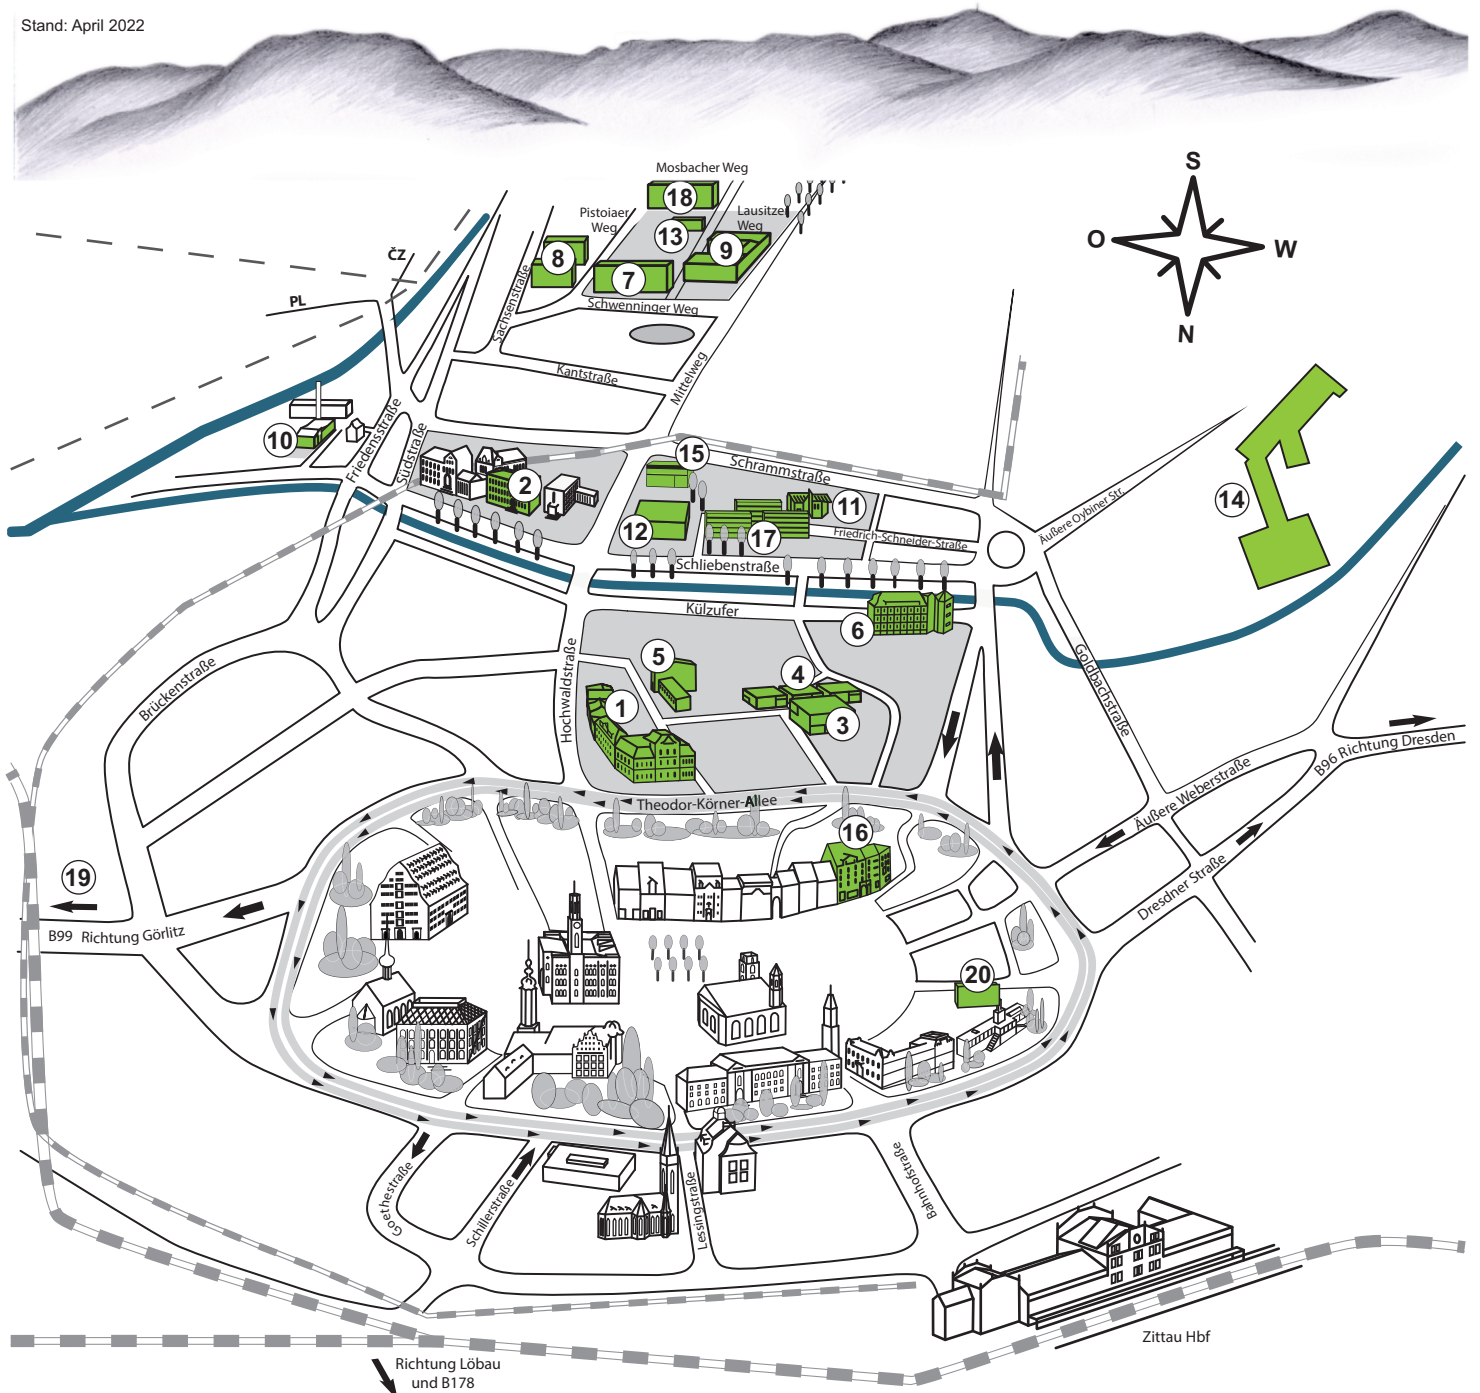 Stand: April 2022
S
O
W
N
Mosbacher Weg
18
Pistoiaer
Weg
13
Lausitze
Weg
9
8
7
Schwenninger Weg
Sachsenstraße
ČZ
PL
Kantstraße
Mittelweg
10
Friedensstraße
Südstraße
2
15
Schrammstraße
11
12
17
Friedrich-Schneider-Straße
Äußere Oybiner Str.
14
Schliebenstraße
Külzufer
6
5
4
1
3
Brückenstraße
Hochwaldstraße
Goldbachstraße
B96 Richtung Dresden
Äußere Weberstraße
Dresdner Straße
Theodor-Körner-Allee
16
19
B99 Richtung Görlitz
20
Goethestraße
Schillerstraße
Lessingstraße
Bahnhofstraße
Zittau Hbf
Richtung Löbau
und B178